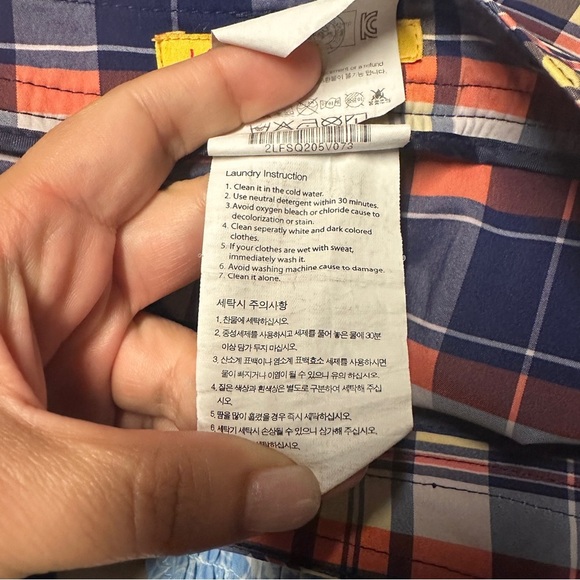 2LFSQ205V073
Laundry Instruction
1. Clean it in the cold water.
2. Use neutral detergent within 30 minutes.
3. Avoid oxygen bleach or chloride cause to
decolorization or stain.
4. Clean seperatly white and dark colored
clothes.
5. If your clothes are wet with sweat,
immediately wash it.
6. Avoid washing machine cause to damage.
7. Clean it alone.
세탁시 주의사항
1. 찬물에 세탁하십시오.
2. 중성세제를 사용하시고 세제를 풀어 놓은 물에 30분
이상 담가 두지 마십시오.
3. 산소계 표백이나 염소계 표백효소 세제를 사용하시면
물이 빠지거나 이염이 될 수 있으니 유의 하십시오.
4. 짙은 색상과 흰색상은 별도로 구분하여 세탁해 주십
시오.
5. 땀을 많이 흘렸을 경우 즉시 세탁하십시오.
6. 세탁기 세탁시 손상될 수 있으니 삼가해 주십시오.